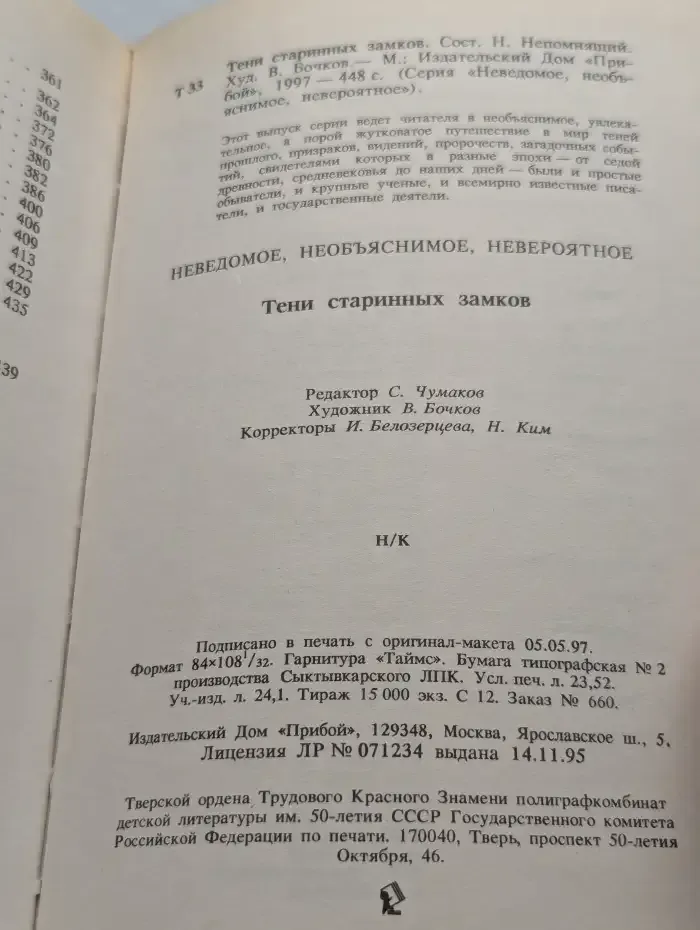 361
362
364
372
376
380
382
386
400
406
409
413
422
429
435
39
Т 33
Тени старинных замков. Сост. Н. Непомнящий.
Худ. В. Бочков.— М.: Издательский Дом «При-
бой», 1997 — 448 с. (Серия «Неведомое, необъ-
яснимое, невероятное»).
Этот выпуск серии ведет читателя в необъяснимое, увлека-
тельное, а порой жутковатое путешествие в мир теней
прошлого, призраков, видений, пророчеств, загадочных собы-
тий, свидетелями которых в разные эпохи — от седой
древности, средневековья до наших дней — были и простые
обыватели, и крупные ученые, и всемирно известные писа-
тели, и государственные деятели.
НЕВЕДОМОЕ, НЕОБЪЯСНИМОЕ, НЕВЕРОЯТНОЕ
Тени старинных замков
Редактор С. Чумаков
Художник В. Бочков
Корректоры И. Белозерцева, Н. Ким
Н/К
Подписано в печать с оригинал-макета 05.05.97.
Формат 84×108 1/32. Гарнитура «Таймс». Бумага типографская № 2
производства Сыктывкарского ЛПК. Усл. печ. л. 23,52.
Уч.-изд. л. 24,1. Тираж 15 000 экз. С 12. Заказ № 660.
Издательский Дом «Прибой», 129348, Москва, Ярославское ш., 5.
Лицензия ЛР № 071234 выдана 14.11.95
Тверской ордена Трудового Красного Знамени полиграфкомбинат
детской литературы им. 50-летия СССР Государственного комитета
Российской Федерации по печати. 170040, Тверь, проспект 50-летия
Октября, 46.